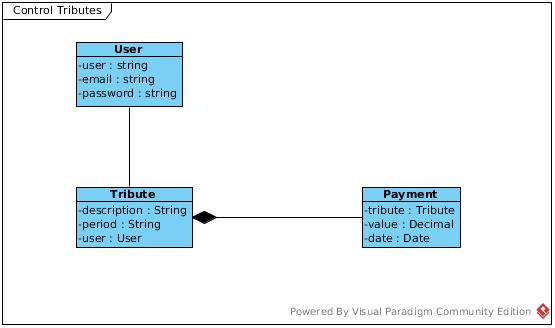 Control Tributes
User
-user : string
-email : string
-password : string
Tribute
-description : String
-period : String
-user : User
Payment
-tribute : Tribute
-value : Decimal
-date : Date
Powered By Visual Paradigm Community Edition